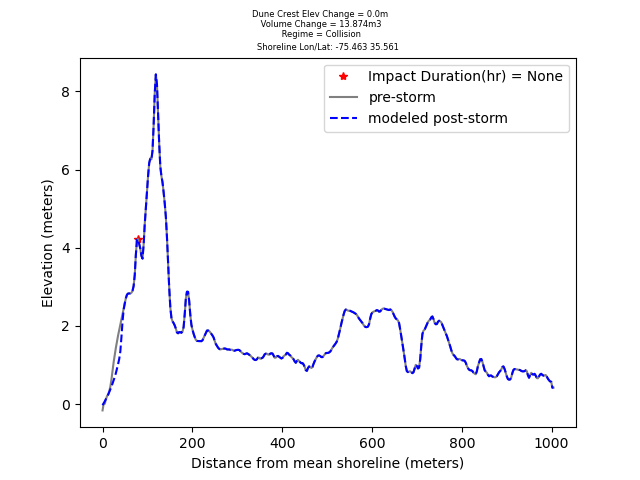 Dune Crest Elev Change = 0.0m
Volume Change = 13.874m3
Regime = Collision
Shoreline Lon/Lat: -75.463 35.561
Impact Duration(hr) = None
pre-storm
modeled post-storm
Elevation (meters)
8
6
4
2
0
0 200 400 600 800 1000
Distance from mean shoreline (meters)